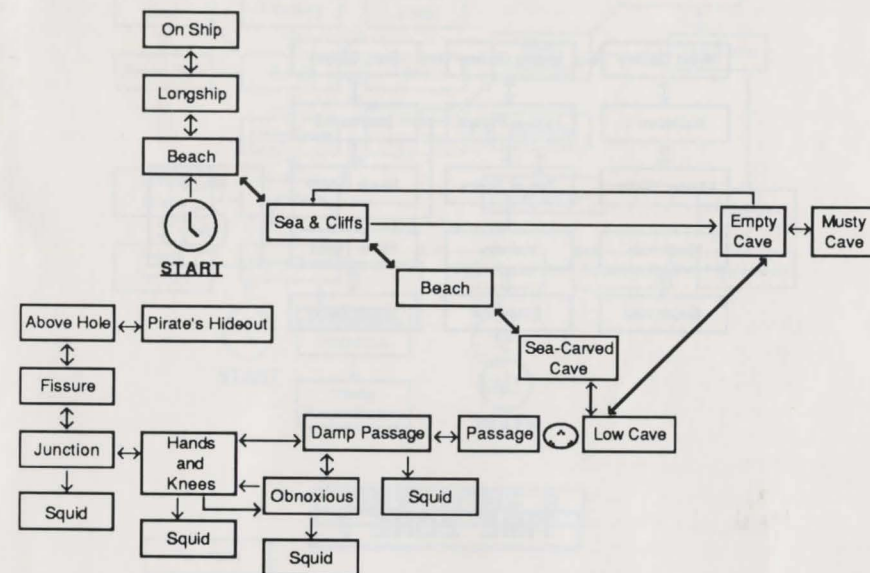 On Ship
Longship
Beach
START
Sea & Cliffs
Empty
Cave
Musty
Cave
Beach
Sea-Carved
Cave
Low Cave
Above Hole
Pirate's Hideout
Fissure
Junction
Squid
Hands
and
Knees
Squid
Damp Passage
Passage
Obnoxious
Squid
Squid